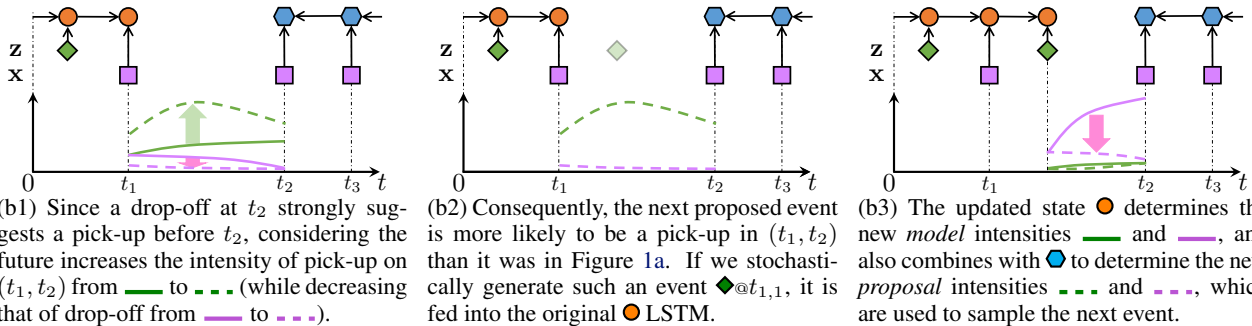 z
x
0
t₁
t₂
t₃
t
(b1) Since a drop-off at t₂ strongly sug-
gests a pick-up before t₂, considering the
future increases the intensity of pick-up on
(t₁, t₂) from to (while decreasing
that of drop-off from to ).
z
x
0
t₁
t₂
t₃
t
(b2) Consequently, the next proposed event
is more likely to be a pick-up in (t₁, t₂)
than it was in Figure 1a. If we stochasti-
cally generate such an event @t₁,₁, it is
fed into the original LSTM.
z
x
0
t₁
t₂
t₃
t
(b3) The updated state determines
new model intensities and ,
also combines with to determine the
proposal intensities and ,
are used to sample the next event.